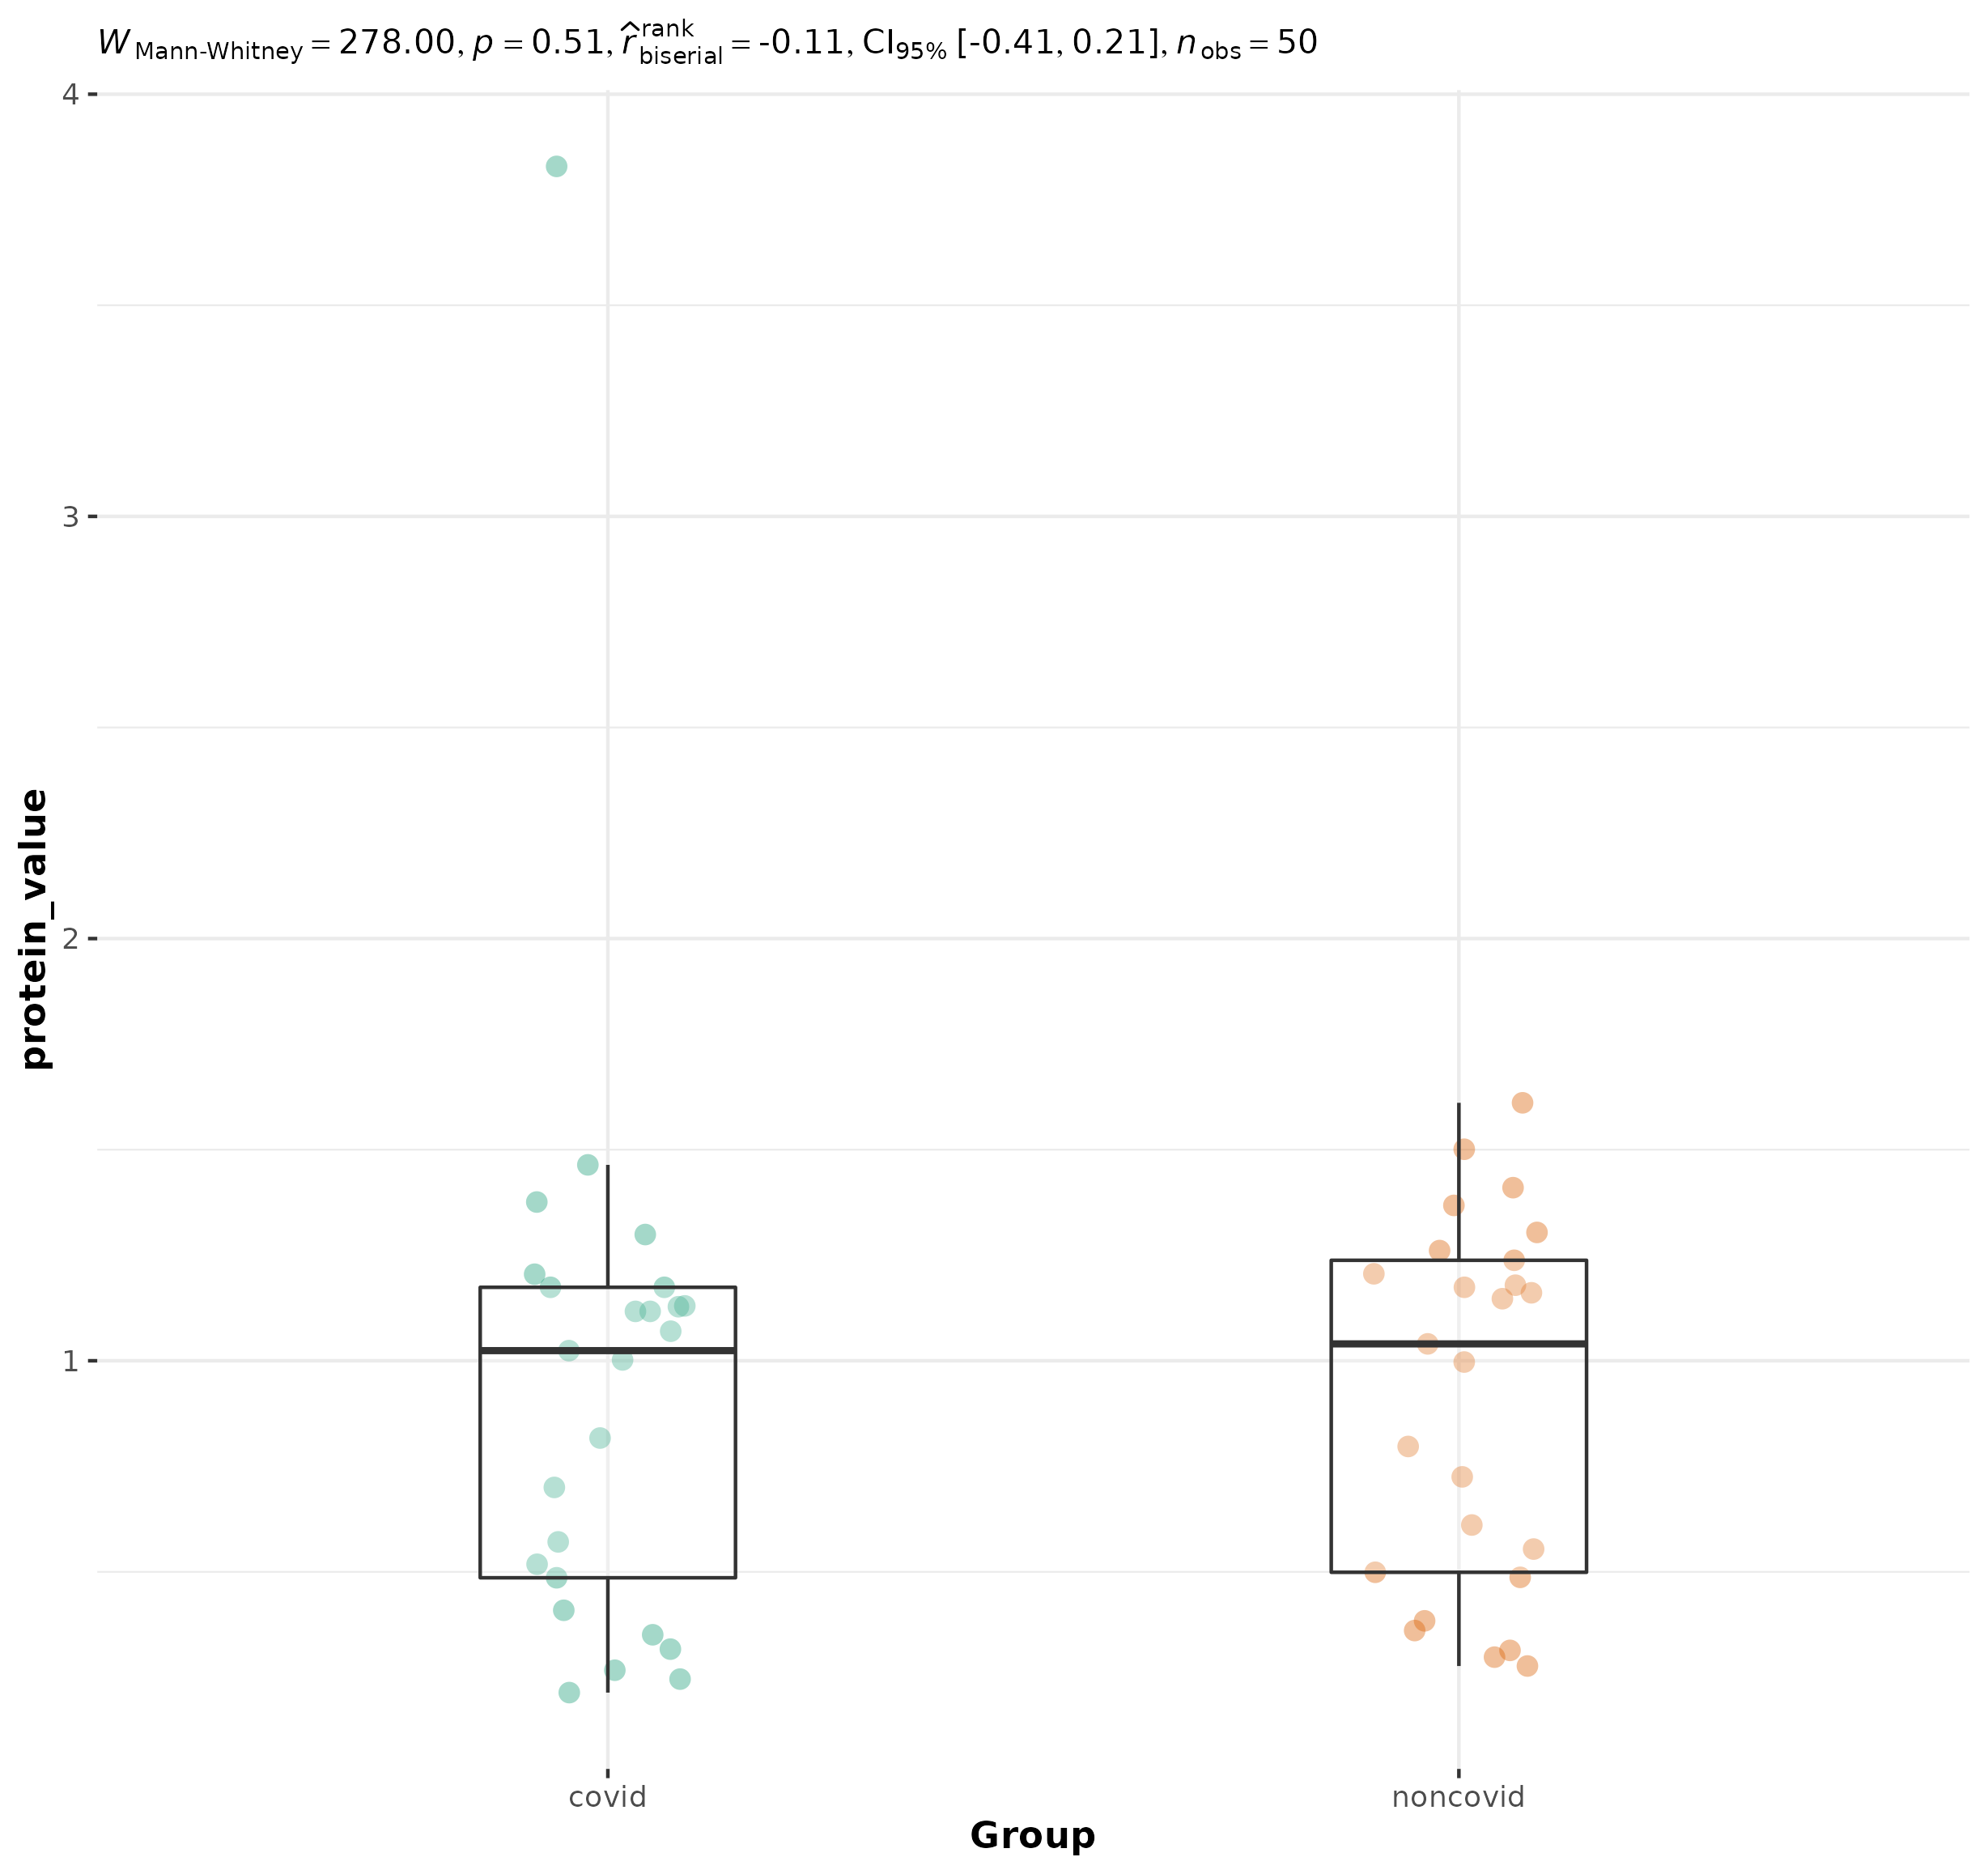 W Mann-Whitney = 278.00, p = 0.51, r̂ rank biserial = -0.11, CI95% [-0.41, 0.21], n obs = 50
4
3
2
1
protein_value
covid noncovid
Group